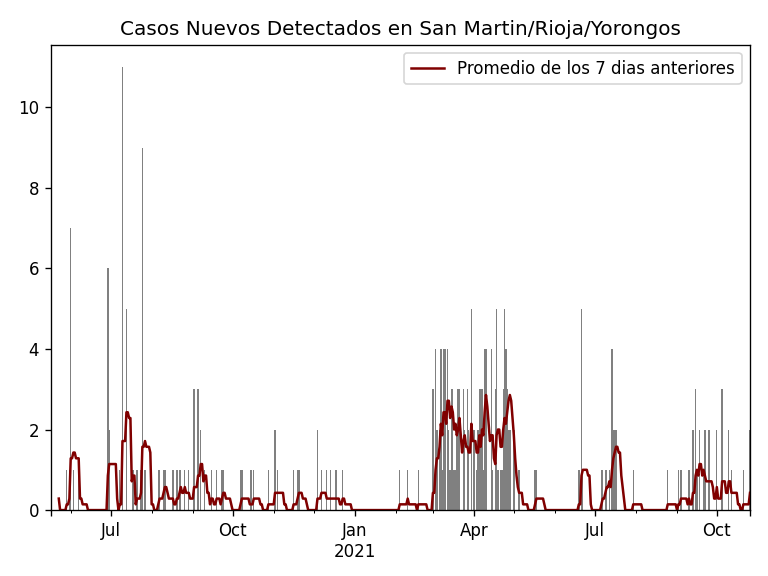 Casos Nuevos Detectados en San Martin/Rioja/Yorongos
Promedio de los 7 dias anteriores
10
8
6
4
2
0
Jul
Oct
Jan
2021
Apr
Jul
Oct